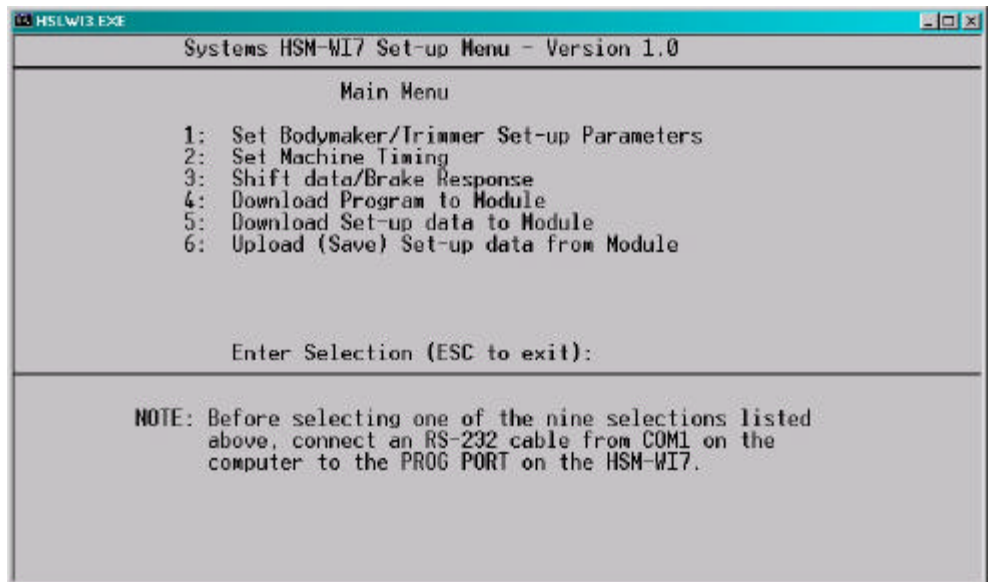 HSLWI3.EXE
Systems HSM-WI7 Set-up Menu - Version 1.0
Main Menu
1: Set Bodymaker/Trimmer Set-up Parameters
2: Set Machine Timing
3: Shift data/Brake Response
4: Download Program to Module
5: Download Set-up data to Module
6: Upload (Save) Set-up data from Module
Enter Selection (ESC to exit):
NOTE: Before selecting one of the nine selections listed
above, connect an RS-232 cable from COM1 on the
computer to the PROG PORT on the HSM-WI7.